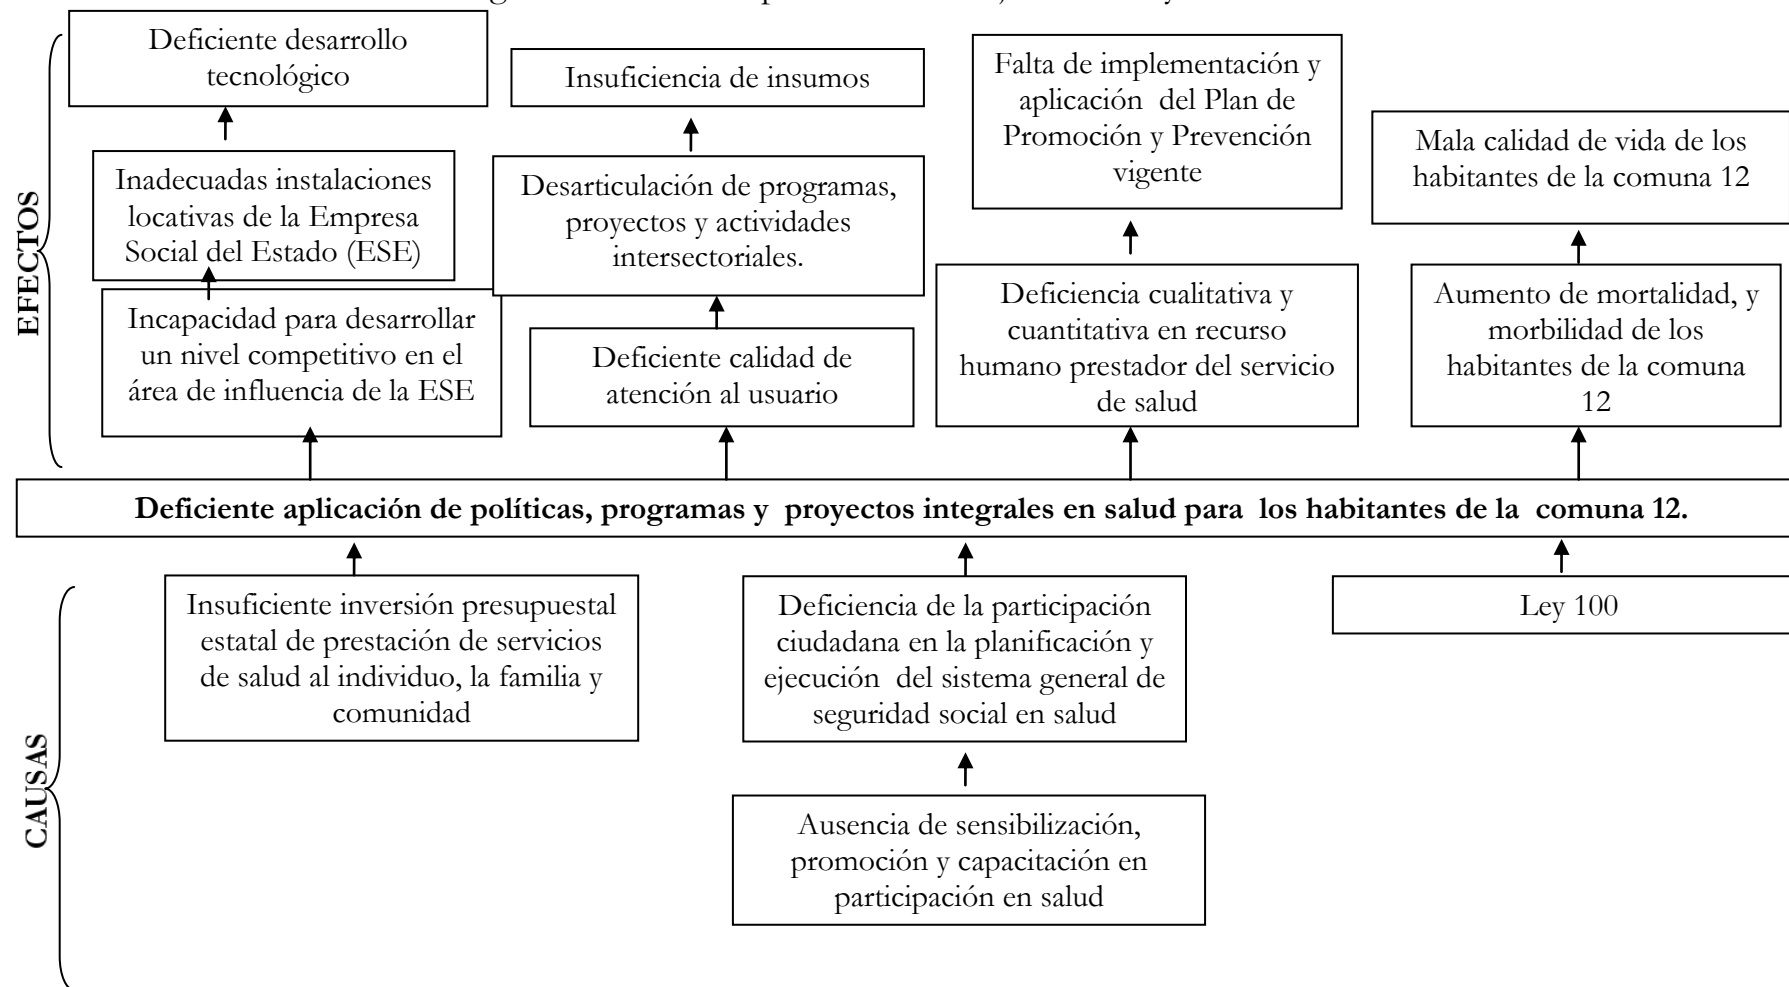 Deficiente desarrollo
tecnológico
Insuficiencia de insumos
Falta de implementación y
aplicación del Plan de
Promoción y Prevención
vigente
Mala calidad de vida de los
habitantes de la comuna 12
Inadecuadas instalaciones
locativas de la Empresa
Social del Estado (ESE)
Desarticulación de programas,
proyectos y actividades
intersectoriales.
EFECTOS
Incapacidad para desarrollar
un nivel competitivo en el
área de influencia de la ESE
Deficiente calidad de
atención al usuario
Deficiencia cualitativa y
cuantitativa en recurso
humano prestador del servicio
de salud
Aumento de mortalidad, y
morbilidad de los
habitantes de la comuna
12
Deficiente aplicación de políticas, programas y proyectos integrales en salud para los habitantes de la comuna 12.
Insuficiente inversión presupuestal
estatal de prestación de servicios
de salud al individuo, la familia y
comunidad
Deficiencia de la participación
ciudadana en la planificación y
ejecución del sistema general de
seguridad social en salud
Ley 100
CAUSAS
Ausencia de sensibilización,
promoción y capacitación en
participación en salud